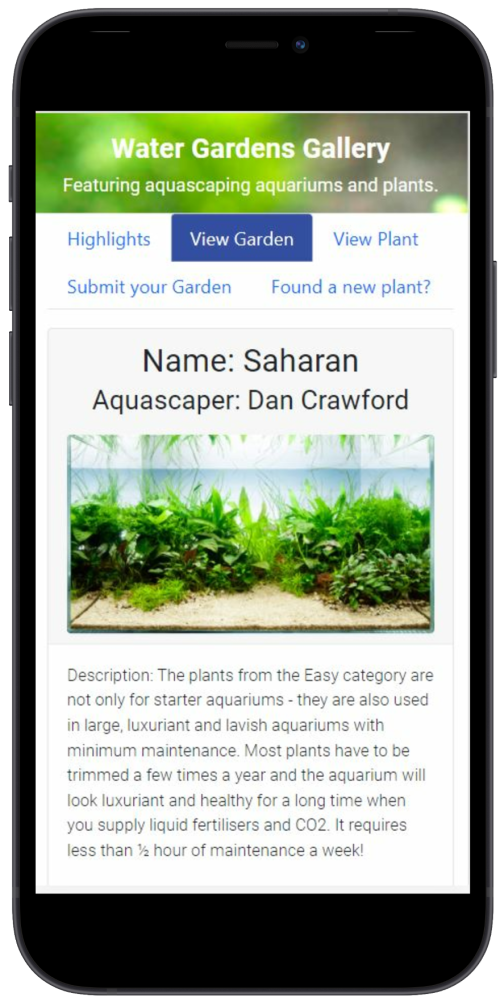 Water Gardens Gallery
Featuring aquascaping aquariums and plants.
Highlights View Garden View Plant
Submit your Garden Found a new plant?
Name: Saharan
Aquascaper: Dan Crawford
Description: The plants from the Easy category are
not only for starter aquariums - they are also used
in large, luxuriant and lavish aquariums with
minimum maintenance. Most plants have to be
trimmed a few times a year and the aquarium will
look luxuriant and healthy for a long time when
you supply liquid fertilisers and CO2. It requires
less than ½ hour of maintenance a week!